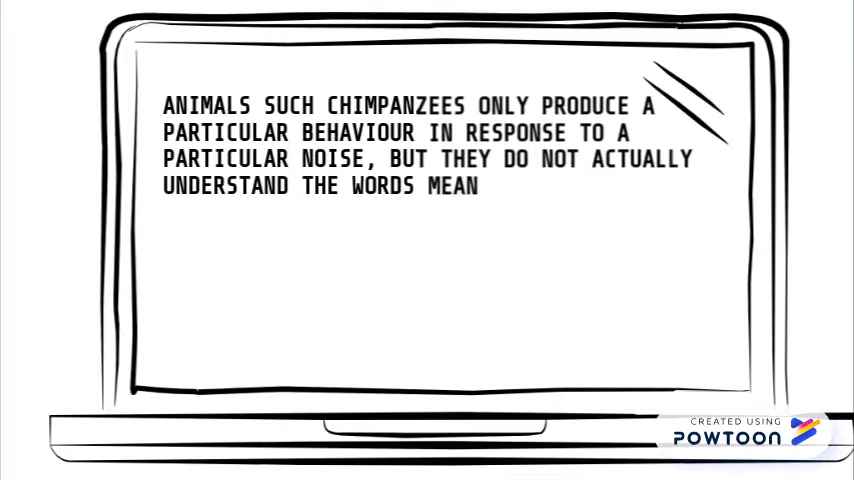 ANIMALS SUCH CHIMPANZEES ONLY PRODUCE A
PARTICULAR BEHAVIOUR IN RESPONSE TO A
PARTICULAR NOISE, BUT THEY DO NOT ACTUALLY
UNDERSTAND THE WORDS MEAN
CREATED USING
POWTOON